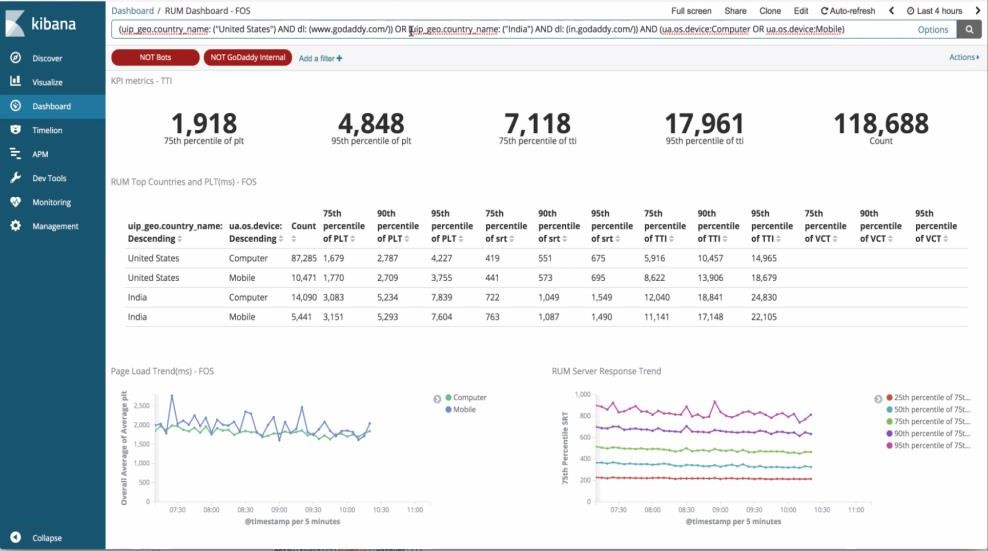 kibana
Discover
Visualize
Dashboard
Timelion
APM
Dev Tools
Monitoring
Management
Collapse
Dashboard / RUM Dashboard - FOS
Full screen Share Clone Edit Auto-refresh Last 4 hours
(uip_geo.country_name: ("United States") AND dl: (www.godaddy.com/)) OR (uip_geo.country_name: ("India") AND dl: (in.godaddy.com/)) AND (ua.os.device:Computer OR ua.os.device:Mobile)
Options
NOT Bots NOT GoDaddy Internal Add a filter + Actions
KPI metrics - TTI
1,918 4,848 7,118 17,961 118,688
75th percentile of plt 95th percentile of plt 75th percentile of tti 95th percentile of tti Count
RUM Top Countries and PLT(ms) - FOS
75th 90th 95th 75th 90th 95th 75th 90th 95th 75th 90th 95th
uip_geo.country_name: ua.os.device: Count percentile percentile percentile percentile percentile percentile percentile percentile percentile percentile percentile percentile
Descending Descending of PLT of PLT of PLT of srt of srt of srt of TTI of TTI of TTI of VCT of VCT of VCT
United States Computer 87,285 1,679 2,787 4,227 419 551 675 5,916 10,457 14,965
United States Mobile 10,471 1,770 2,709 3,755 441 573 695 8,622 13,906 18,679
India Computer 14,090 3,083 5,234 7,839 722 1,049 1,549 12,040 18,841 24,830
India Mobile 5,441 3,151 5,293 7,604 763 1,087 1,490 11,141 17,148 22,105
Page Load Trend(ms) - FOS
Overall Average of Average plt
2,500
2,000
1,500
1,000
500
0
07:30 08:00 08:30 09:00 09:30 10:00 10:30 11:00
@timestamp per 5 minutes
Computer
Mobile
RUM Server Response Trend
75th Percentile SRT
1,000
800
600
400
200
0
07:30 08:00 08:30 09:00 09:30 10:00 10:30 11:00
@timestamp per 5 minutes
25th percentile of 75t...
50th percentile of 75t...
75th percentile of 75t...
90th percentile of 75t...
95th percentile of 75t...